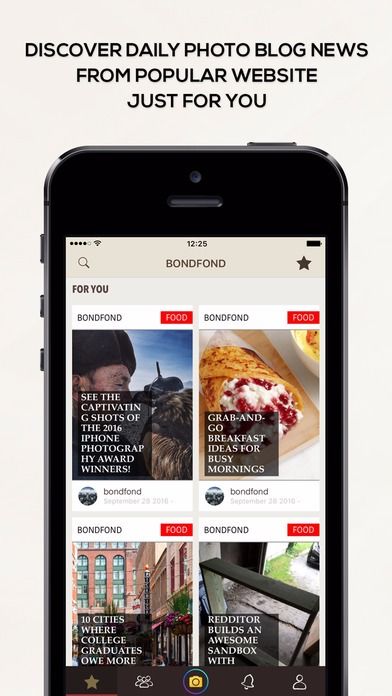 DISCOVER DAILY PHOTO BLOG NEWS
FROM POPULAR WEBSITE
JUST FOR YOU
12:25
BONDFOND
FOR YOU
BONDFOND
FOOD
SEE THE
CAPTIVATIN
G SHOTS OF
THE 2016
IPHONE
PHOTOGRAP
HY AWARD
WINNERS!
bondfond
September 28 2016 -
BONDFOND
FOOD
GRAB-AND-
GO
BREAKFAST
IDEAS FOR
BUSY
MORNINGS
bondfond
September 28 2016 -
BONDFOND
FOOD
10 CITIES
WHERE
COLLEGE
GRADUATES
OWE MORE
BONDFOND
FOOD
REDDITOR
BUILDS AN
AWESOME
SANDBOX
WITH